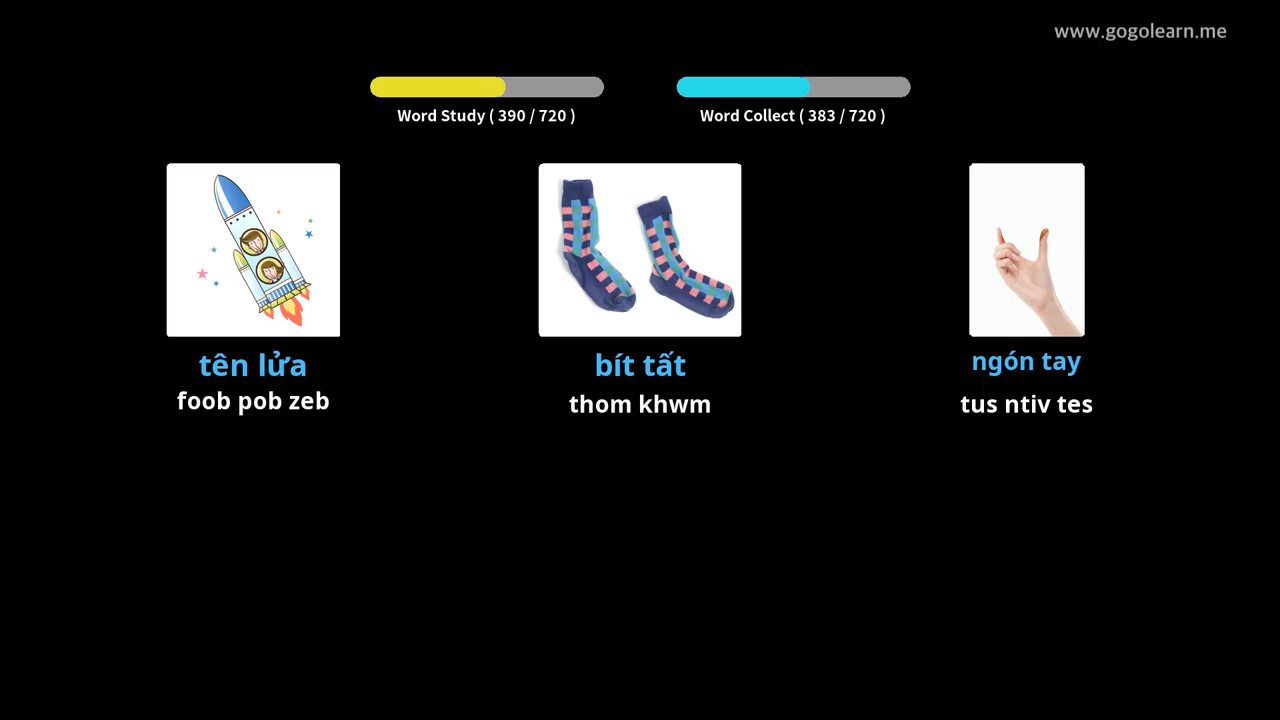 www.gogolearn.me
Word Study ( 390 / 720 )
Word Collect ( 383 / 720 )
tên lửa
foob pob zeb
bít tất
thom khwm
ngón tay
tus ntiv tes